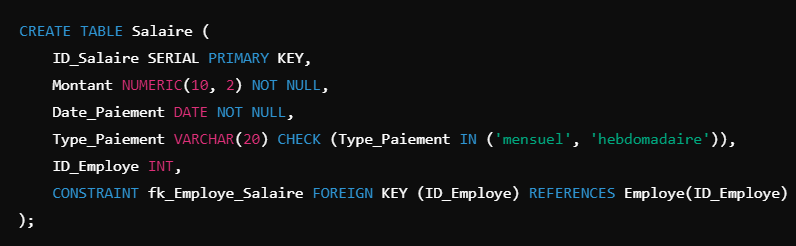 CREATE TABLE Salaire (
    ID_Salaire SERIAL PRIMARY KEY,
    Montant NUMERIC(10, 2) NOT NULL,
    Date_Paiement DATE NOT NULL,
    Type_Paiement VARCHAR(20) CHECK (Type_Paiement IN ('mensuel', 'hebdomadaire')),
    ID_Employe INT,
    CONSTRAINT fk_Employe_Salaire FOREIGN KEY (ID_Employe) REFERENCES Employe(ID_Employe)
);